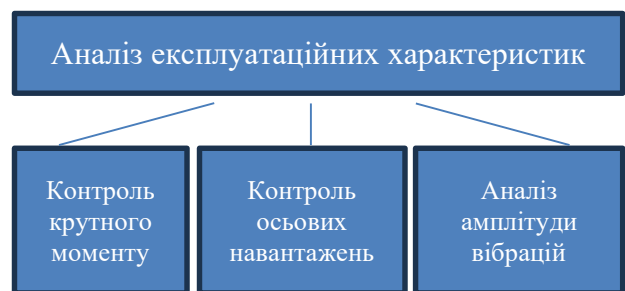 Аналіз експлуатаційних характеристик
Контроль
крутного
моменту
Контроль
осьових
навантажень
Аналіз
амплітуди
вібрацій